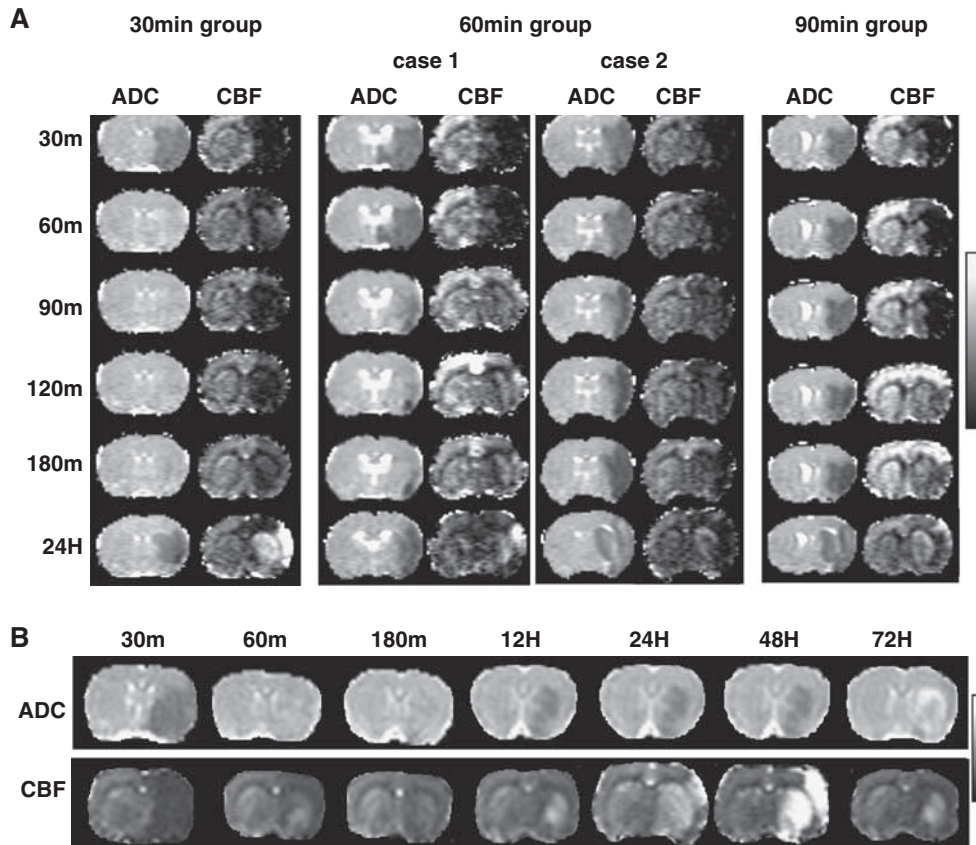 A
30min group 60min group 90min group
case 1 case 2
ADC CBF ADC CBF ADC CBF ADC CBF
30m
60m
90m
120m
180m
24H
B
30m 60m 180m 12H 24H 48H 72H
ADC
CBF